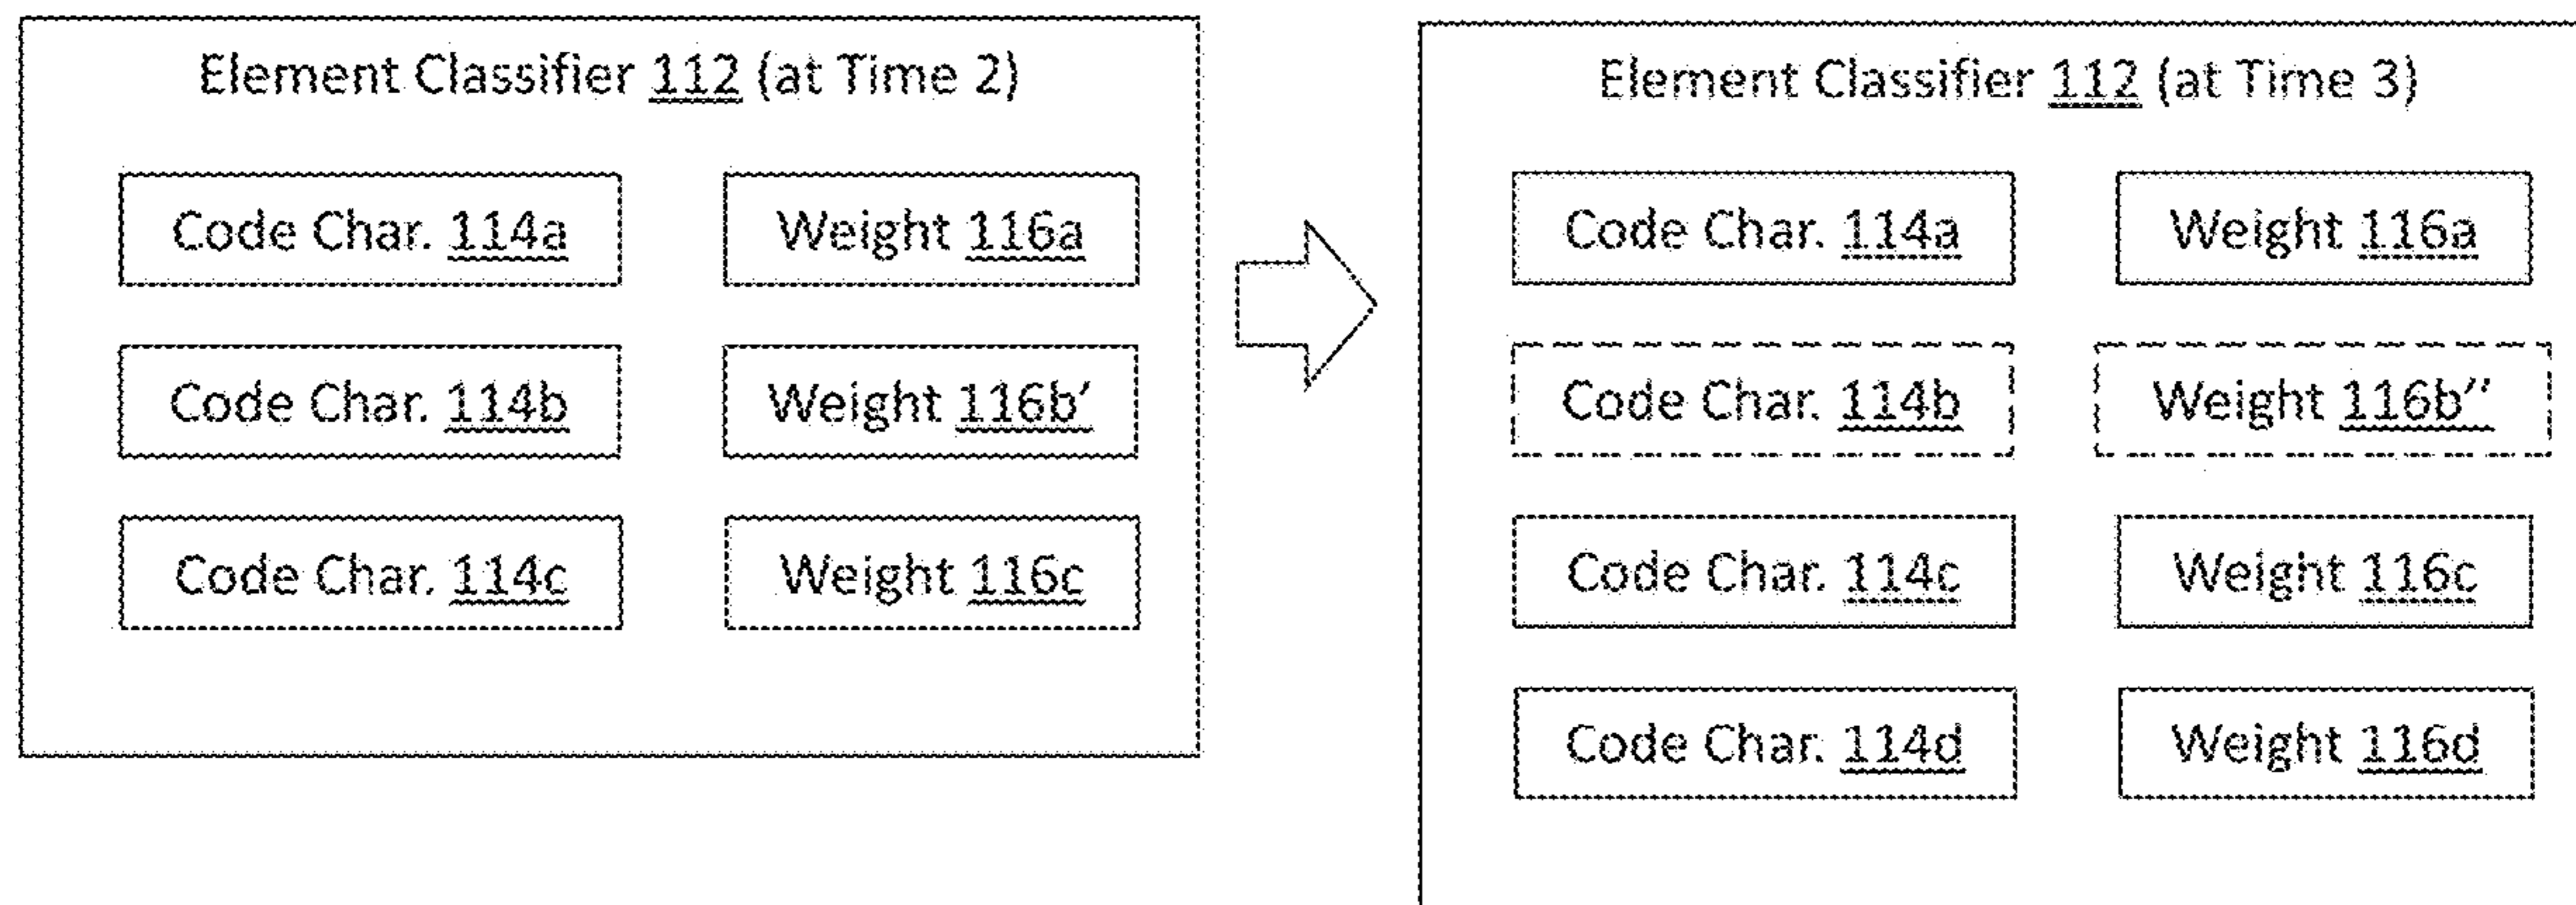 Element Classifier 112 (at Time 2)
Code Char. 114a
Weight 116a
Code Char. 114b
Weight 116b’
Code Char. 114c
Weight 116c
Element Classifier 112 (at Time 3)
Code Char. 114a
Weight 116a
Code Char. 114b
Weight 116b’’
Code Char. 114c
Weight 116c
Code Char. 114d
Weight 116d